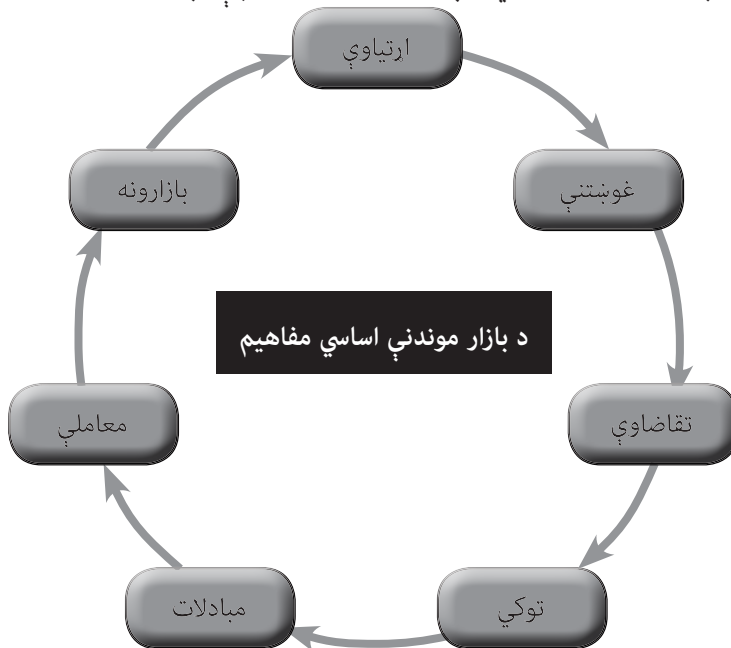 اړتیاوې
غوښتنې
تقاضاوې
توکي
مبادلات
معاملې
بازارونه
د بازار موندنې اساسي مفاهیم